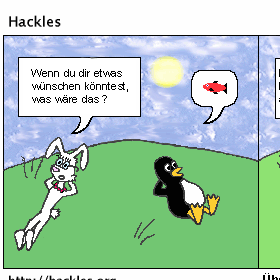 Hackles
Wenn du dir etwas
wünschen könntest,
was wäre das ?
http://hackles.org